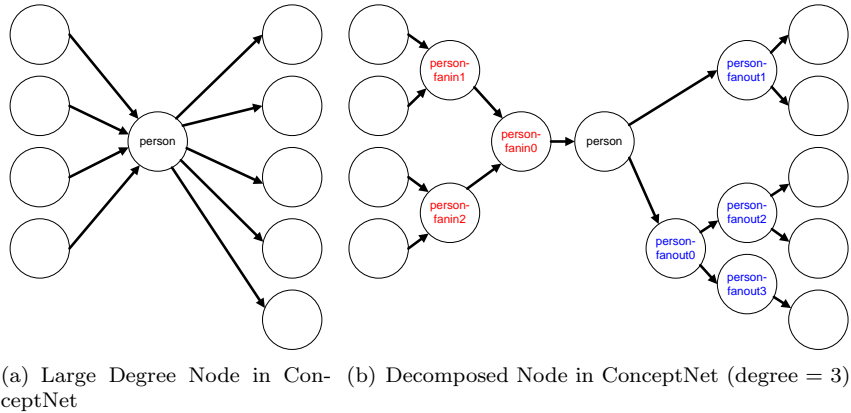 person
person-
fanin1
person-
fanin0
person-
fanin2
person
person-
fanout1
person-
fanout0
person-
fanout2
person-
fanout3
(a) Large Degree Node in Con-
ceptNet
(b) Decomposed Node in ConceptNet (degree = 3)